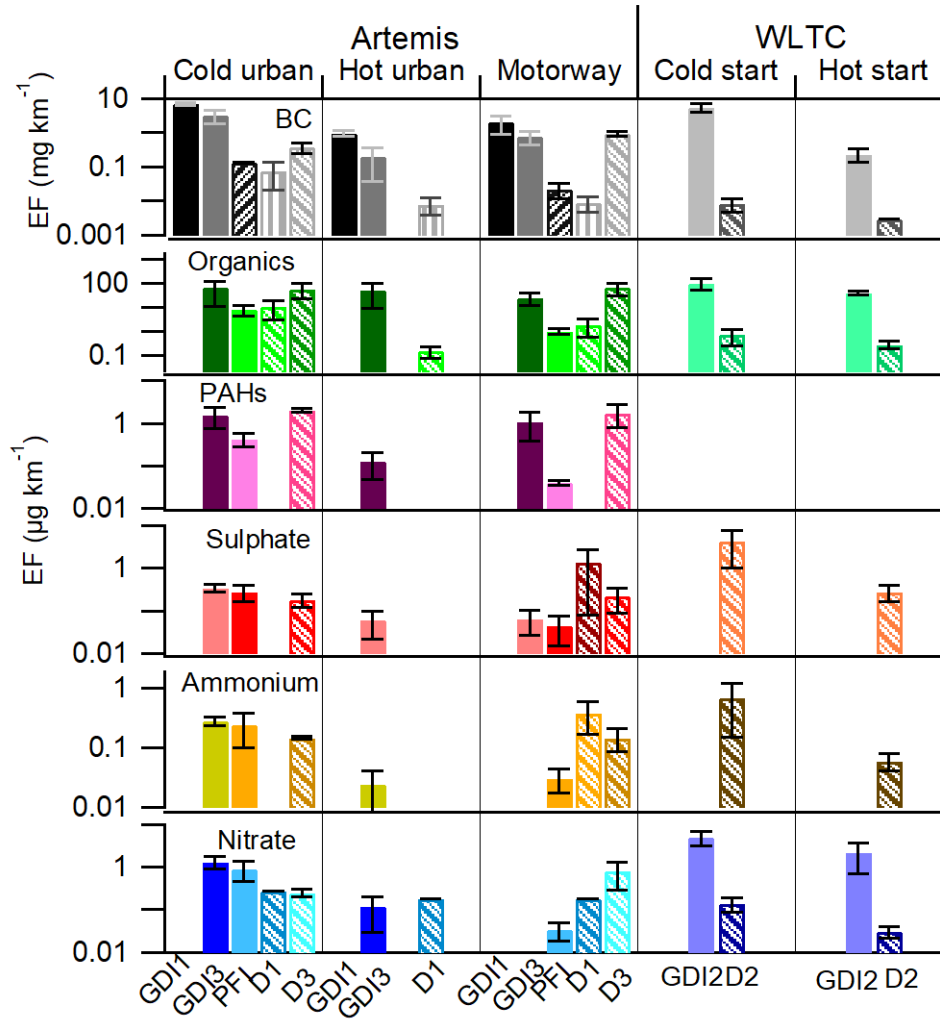 Artemis
WLTC
Cold urban
Hot urban
Motorway
Cold start
Hot start
EF (mg km⁻¹)
10
0.1
0.001
BC
Organics
100
0.1
EF (µg km⁻¹)
PAHs
1
0.01
Sulphate
1
0.01
Ammonium
1
0.1
0.01
Nitrate
1
0.01
GDI1
GDI3
PFI
D1
D3
GDI1
GDI3
D1
GDI1
GDI3
PFI
D1
D3
GDI2
D2
GDI2
D2